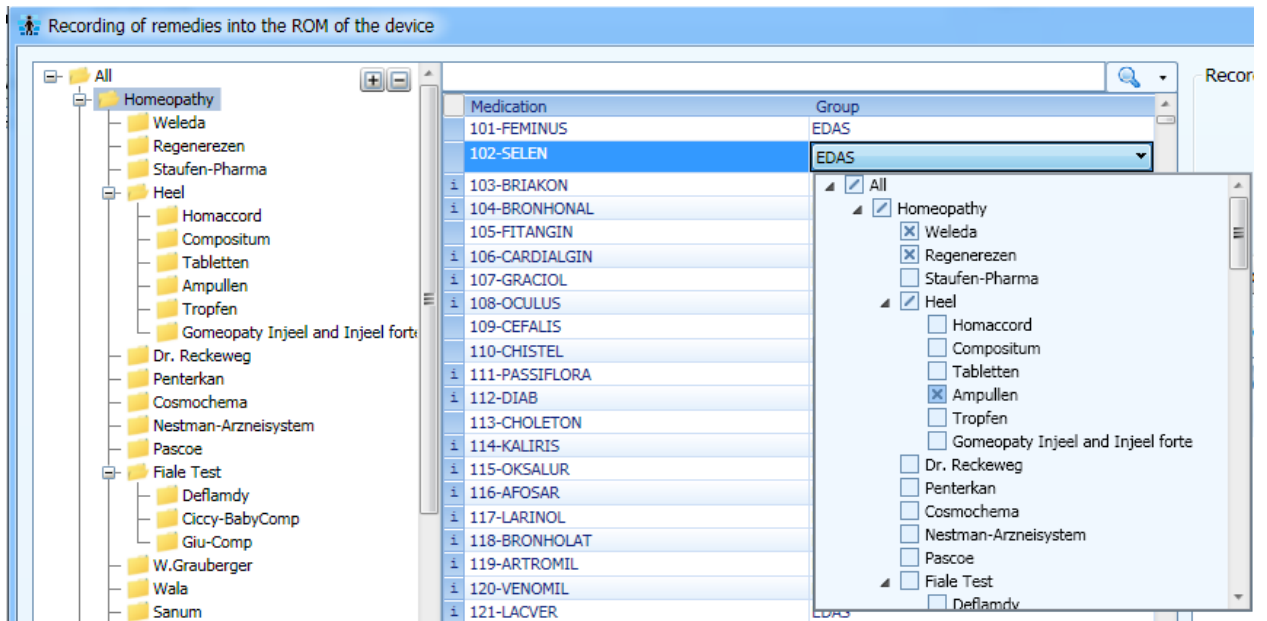 Recording of remedies into the ROM of the device
All
Homeopathy
Weleda
Regenerezen
Staufen-Pharma
Heel
Homaccord
Compositum
Tabletten
Ampullen
Tropfen
Gomeopaty Injeel and Injeel forte
Dr. Reckeweg
Penterkan
Cosmochema
Nestman-Arzneisystem
Pascoe
Fiale Test
Deflamdy
Ciccy-BabyComp
Giu-Comp
W.Grauberger
Wala
Sanum
Medication Group
101-FEMINUS EDAS
102-SELEN EDAS
i 103-BRIAKON
i 104-BRONHONAL
105-FITANGIN
i 106-CARDIALGIN
i 107-GRACIOL
i 108-OCULUS
109-CEFALIS
110-CHISTEL
i 111-PASSIFLORA
i 112-DIAB
113-CHOLETON
i 114-KALIRIS
i 115-OKSALUR
i 116-AFOSAR
i 117-LARINOL
i 118-BRONHOLAT
i 119-ARTROMIL
i 120-VENOMIL
i 121-LACVER EDAS
All
Homeopathy
Weleda
Regenerezen
Staufen-Pharma
Heel
Homaccord
Compositum
Tabletten
Ampullen
Tropfen
Gomeopaty Injeel and Injeel forte
Dr. Reckeweg
Penterkan
Cosmochema
Nestman-Arzneisystem
Pascoe
Fiale Test
Deflamdy
Recor